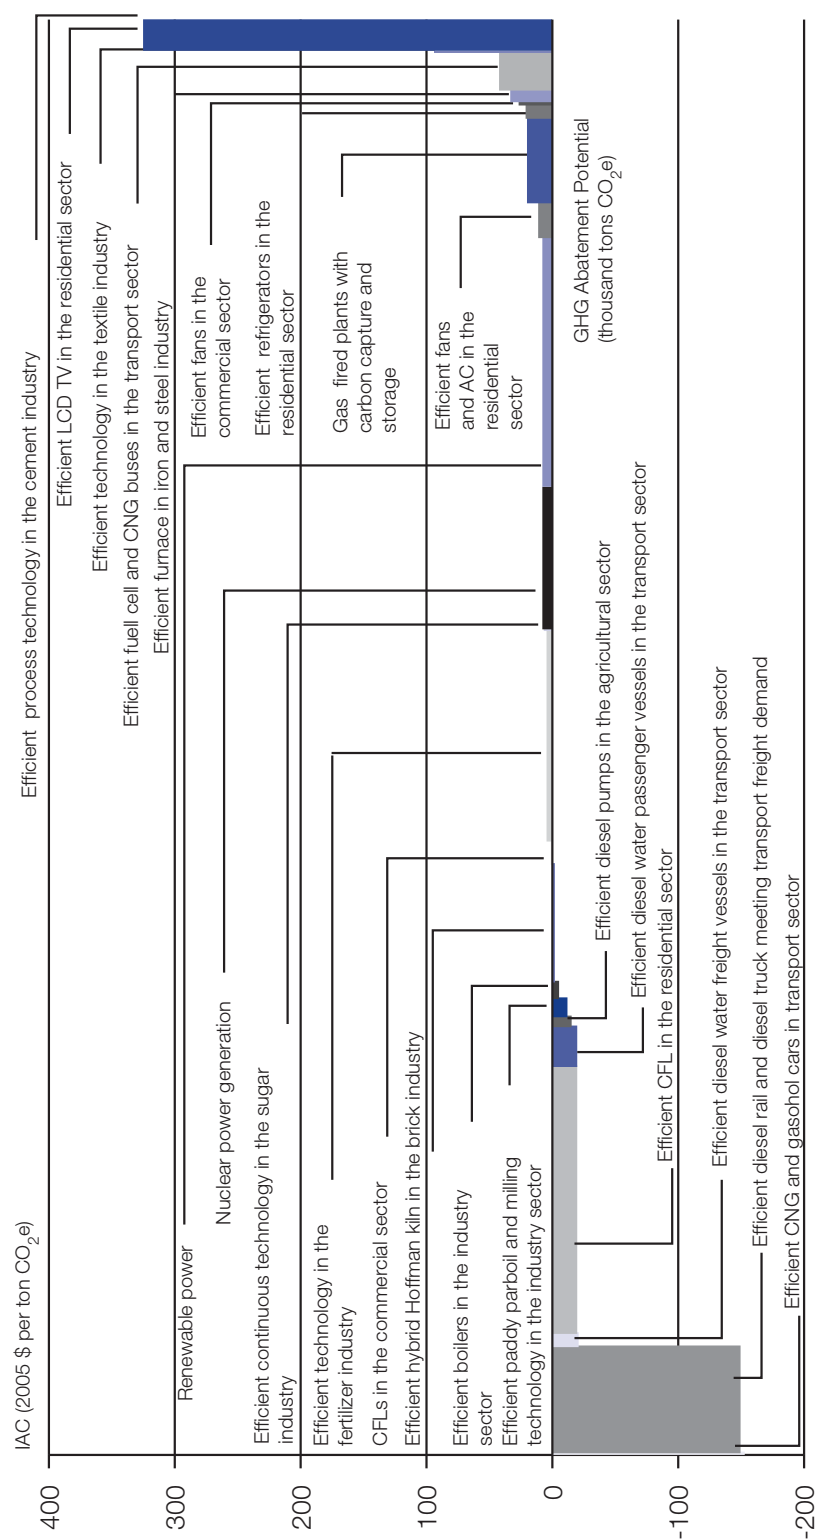 IAC (2005 $ per ton CO2e)
400
300
200
100
0
-100
-200
Efficient process technology in the cement industry
Efficient LCD TV in the residential sector
Efficient technology in the textile industry
Efficient fuell cell and CNG buses in the transport sector
Efficient furnace in iron and steel industry
Efficient fans in the
commercial sector
Efficient refrigerators in the
residential sector
Gas fired plants with
carbon capture and
storage
Efficient fans
and AC in the
residential
sector
GHG Abatement Potential
(thousand tons CO2e)
Renewable power
Nuclear power generation
Efficient continuous technology in the sugar
industry
Efficient technology in the
fertilizer industry
CFLs in the commercial sector
Efficient hybrid Hoffman kiln in the brick industry
Efficient boilers in the industry
sector
Efficient paddy parboil and milling
technology in the industry sector
Efficient diesel pumps in the agricultural sector
Efficient diesel water passenger vessels in the transport sector
Efficient CFL in the residential sector
Efficient diesel water freight vessels in the transport sector
Efficient diesel rail and diesel truck meeting transport freight demand
Efficient CNG and gasohol cars in transport sector